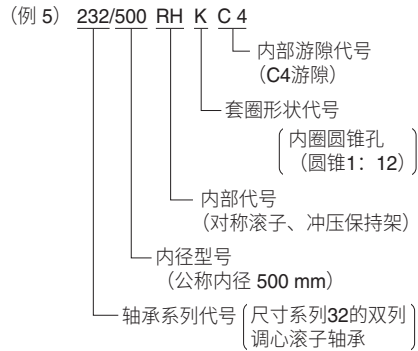 （例 5） 232/500 RH K C 4
内部游隙代号
（C4游隙）
套圈形状代号
内圈圆锥孔
（圆锥1：12）
内部代号
（对称滚子、冲压保持架）
内径型号
（公称内径 500 mm）
轴承系列代号 尺寸系列32的双列
调心滚子轴承